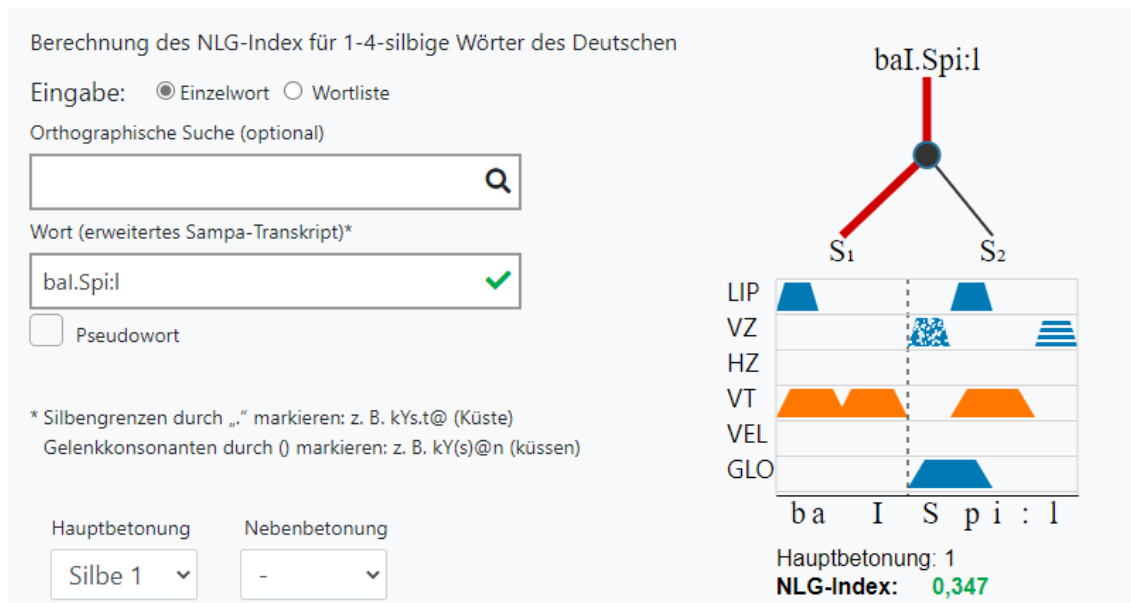 Berechnung des NLG-Index für 1-4-silbige Wörter des Deutschen
Eingabe: Einzelwort Wortliste
Orthographische Suche (optional)
Wort (erweitertes Sampa-Transkript)*
baI.Spi:l
Pseudowort
* Silbengrenzen durch „.“ markieren: z. B. kYs.t@ (Küste)
Gelenkkonsonanten durch () markieren: z. B. kY(s)@n (küssen)
Hauptbetonung Nebenbetonung
Silbe 1 -
baI.Spi:l
S₁ S₂
LIP
VZ
HZ
VT
VEL
GLO
b a I S p i : l
Hauptbetonung: 1
NLG-Index: 0,347